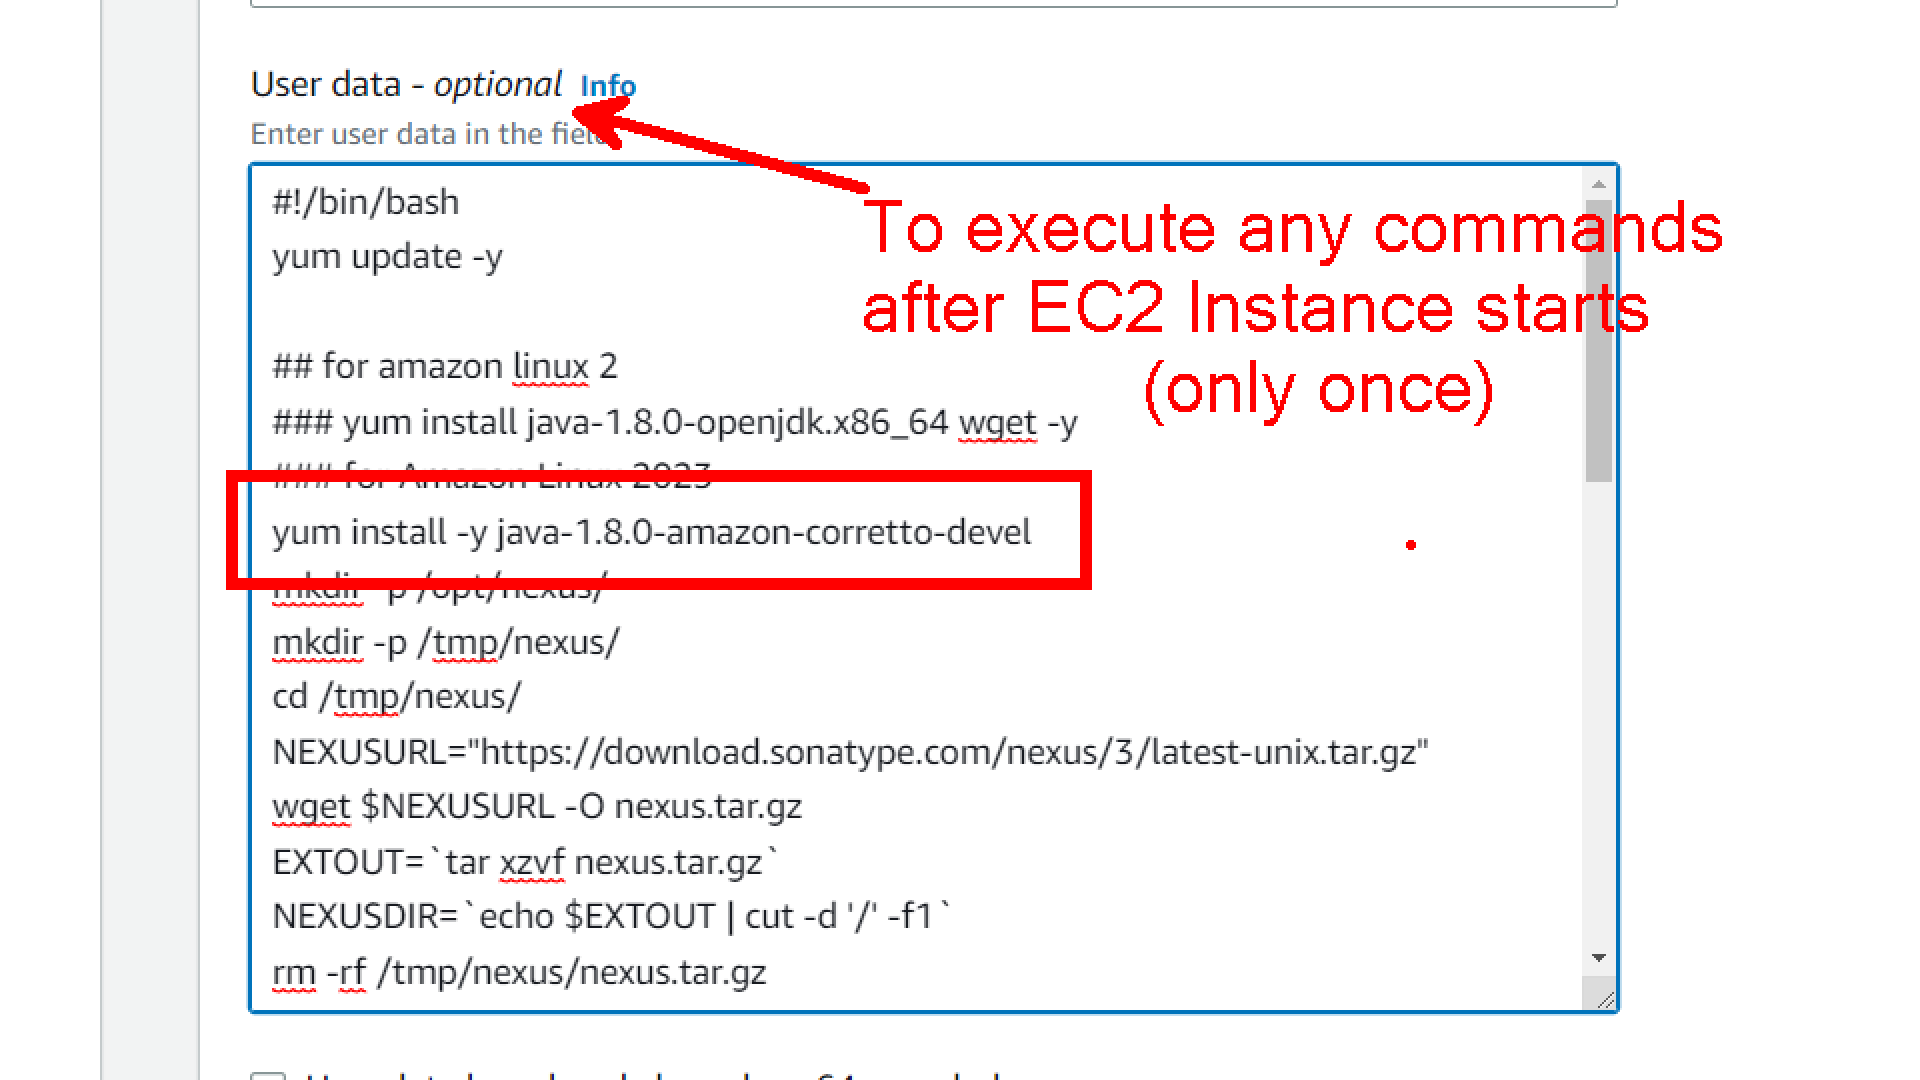 User data - optional Info
Enter user data in the field
#!/bin/bash
yum update -y
To execute any commands
after EC2 Instance starts
(only once)
## for amazon linux 2
### yum install java-1.8.0-openjdk.x86_64 wget -y
### for Amazon Linux 2023
yum install -y java-1.8.0-amazon-corretto-devel
mkdir -p /opt/nexus/
mkdir -p /tmp/nexus/
cd /tmp/nexus/
NEXUSURL="https://download.sonatype.com/nexus/3/latest-unix.tar.gz"
wget $NEXUSURL -O nexus.tar.gz
EXTOUT=`tar xzvf nexus.tar.gz`
NEXUSDIR=`echo $EXTOUT | cut -d '/' -f1`
rm -rf /tmp/nexus/nexus.tar.gz